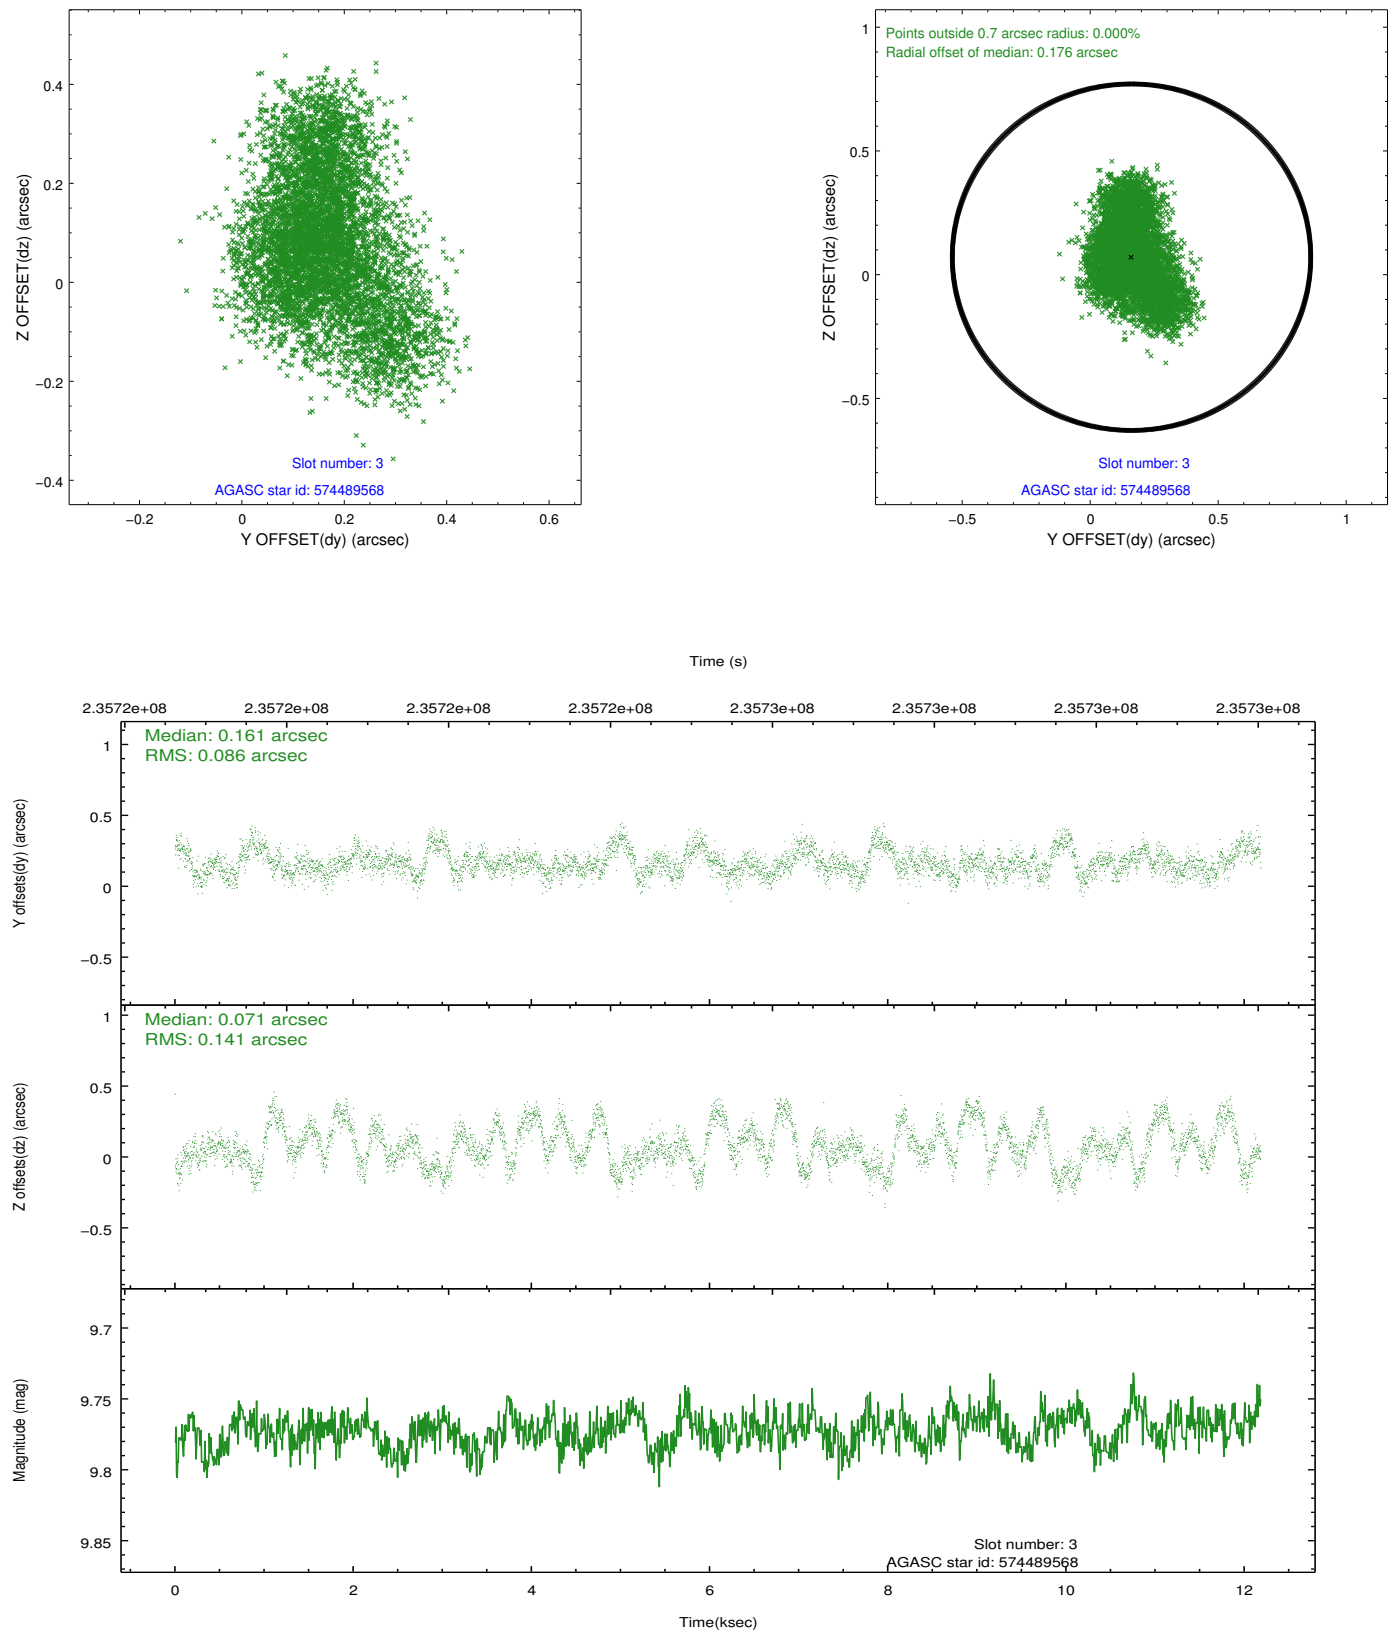 0.4
0.2
0
−0.2
−0.4
Z OFFSET(dz) (arcsec)
Slot number: 3
AGASC star id: 574489568
−0.2
0
0.2
0.4
0.6
Y OFFSET(dy) (arcsec)
Points outside 0.7 arcsec radius: 0.000%
Radial offset of median: 0.176 arcsec
1
0.5
0
−0.5
Z OFFSET(dz) (arcsec)
Slot number: 3
AGASC star id: 574489568
−0.5
0
0.5
1
Y OFFSET(dy) (arcsec)
Time (s)
2.3572e+08
2.3572e+08
2.3572e+08
2.3572e+08
2.3573e+08
2.3573e+08
2.3573e+08
2.3573e+08
Median: 0.161 arcsec
RMS: 0.086 arcsec
1
0.5
0
−0.5
Y offsets(dy) (arcsec)
Median: 0.071 arcsec
RMS: 0.141 arcsec
1
0.5
0
−0.5
Z offsets(dz) (arcsec)
9.7
9.75
9.8
9.85
Magnitude (mag)
Slot number: 3
AGASC star id: 574489568
0
2
4
6
8
10
12
Time(ksec)